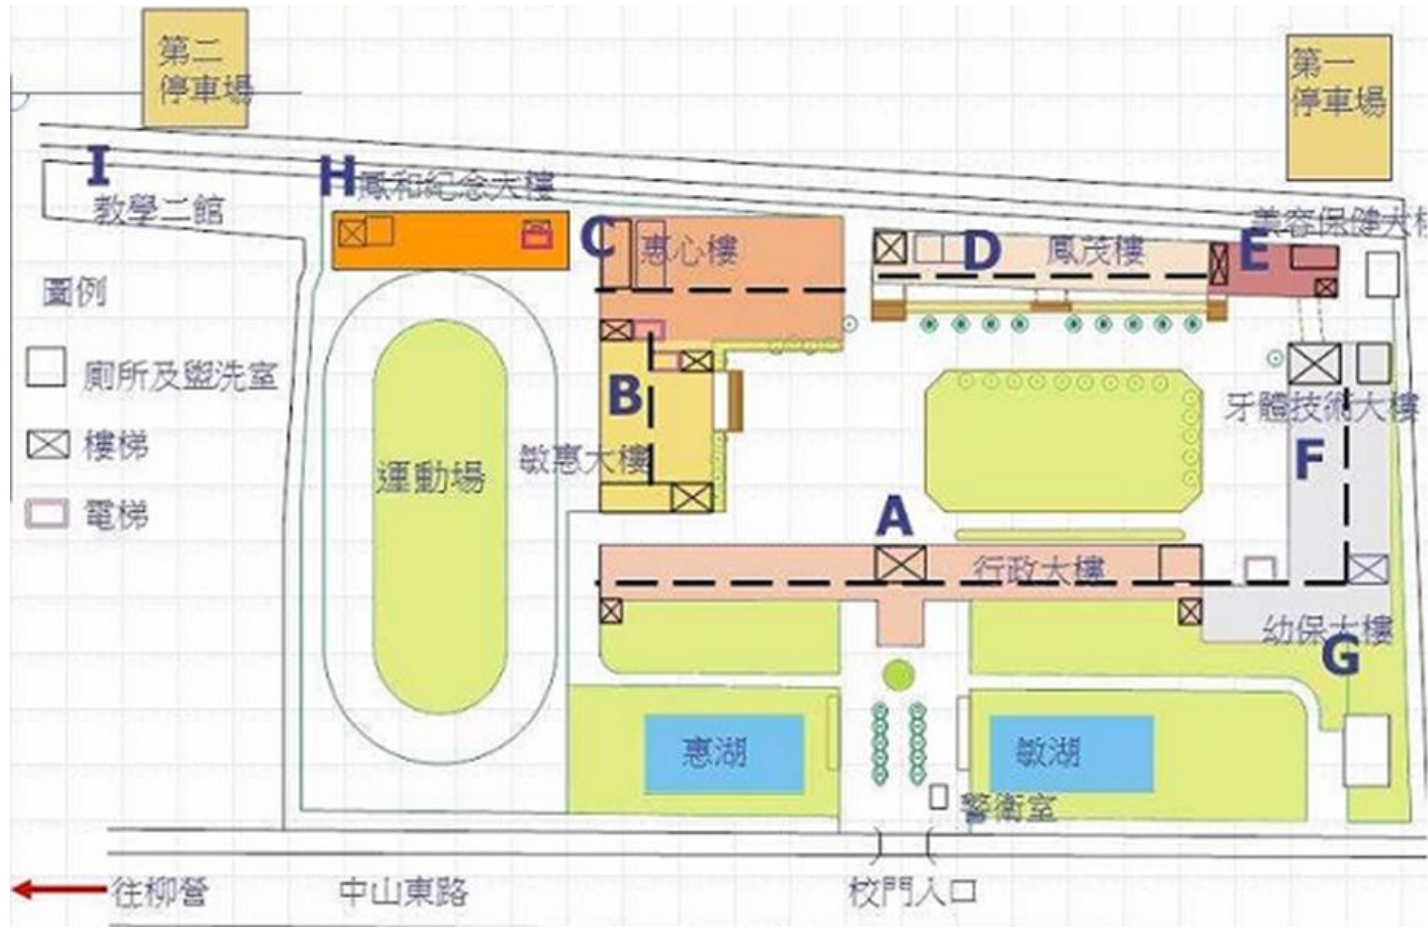 第二
停車場
第一
停車場
I
教學二館
H 鳳和紀念大樓
C 惠心樓
D 鳳茂樓
美容保健大樓
E
圖例
廁所及盥洗室
樓梯
電梯
B
敏惠大樓
運動場
牙體技術大樓
F
A
行政大樓
幼保大樓
G
惠湖
敏湖
警衛室
往柳營
中山東路
校門入口